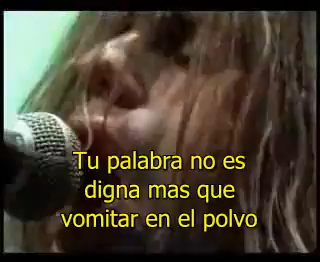 Tu palabra no es
digna mas que
vomitar en el polvo